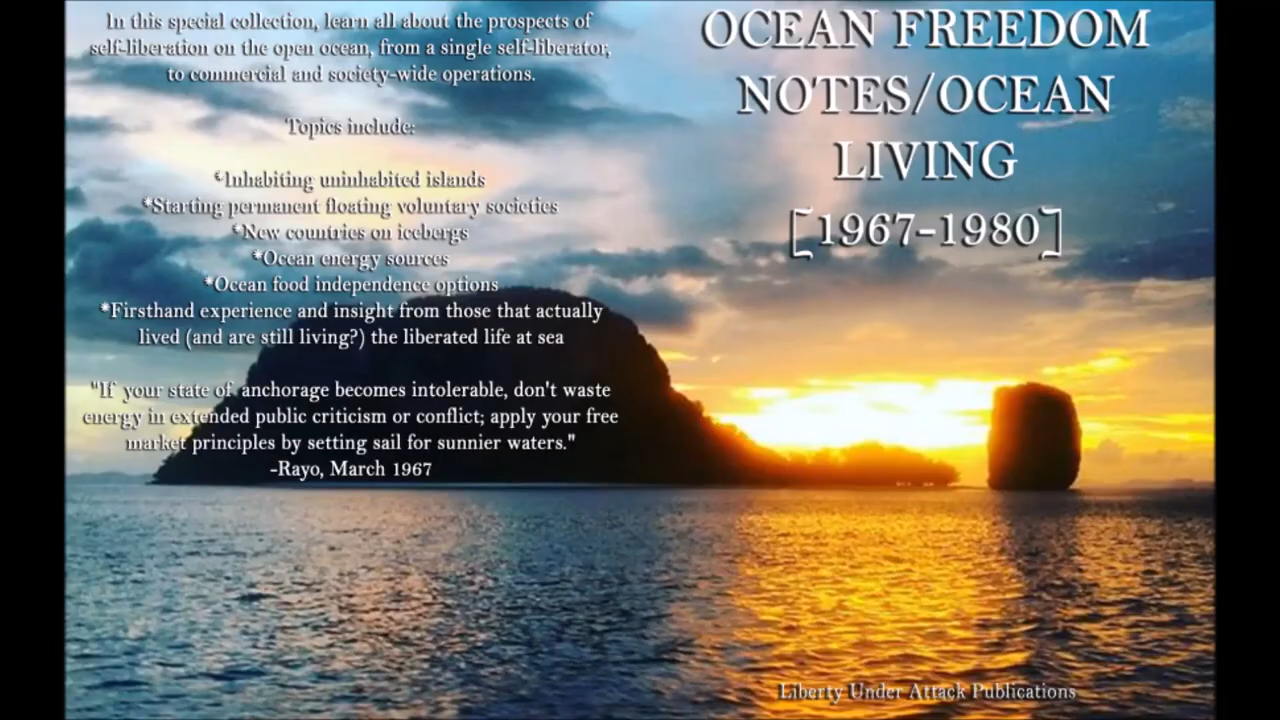 In this special collection, learn all about the prospects of
self-liberation on the open ocean, from a single self-liberator,
to commercial and society-wide operations.
Topics include:
*Inhabiting uninhabited islands
*Starting permanent floating voluntary societies
*New countries on icebergs
*Ocean energy sources
*Ocean food independence options
*Firsthand experience and insight from those that actually
lived (and are still living?) the liberated life at sea
"If your state of anchorage becomes intolerable, don't waste
energy in extended public criticism or conflict; apply your free
market principles by setting sail for sunnier waters."
-Rayo, March 1967
OCEAN FREEDOM
NOTES/OCEAN
LIVING
[1967-1980]
Liberty Under Attack Publications